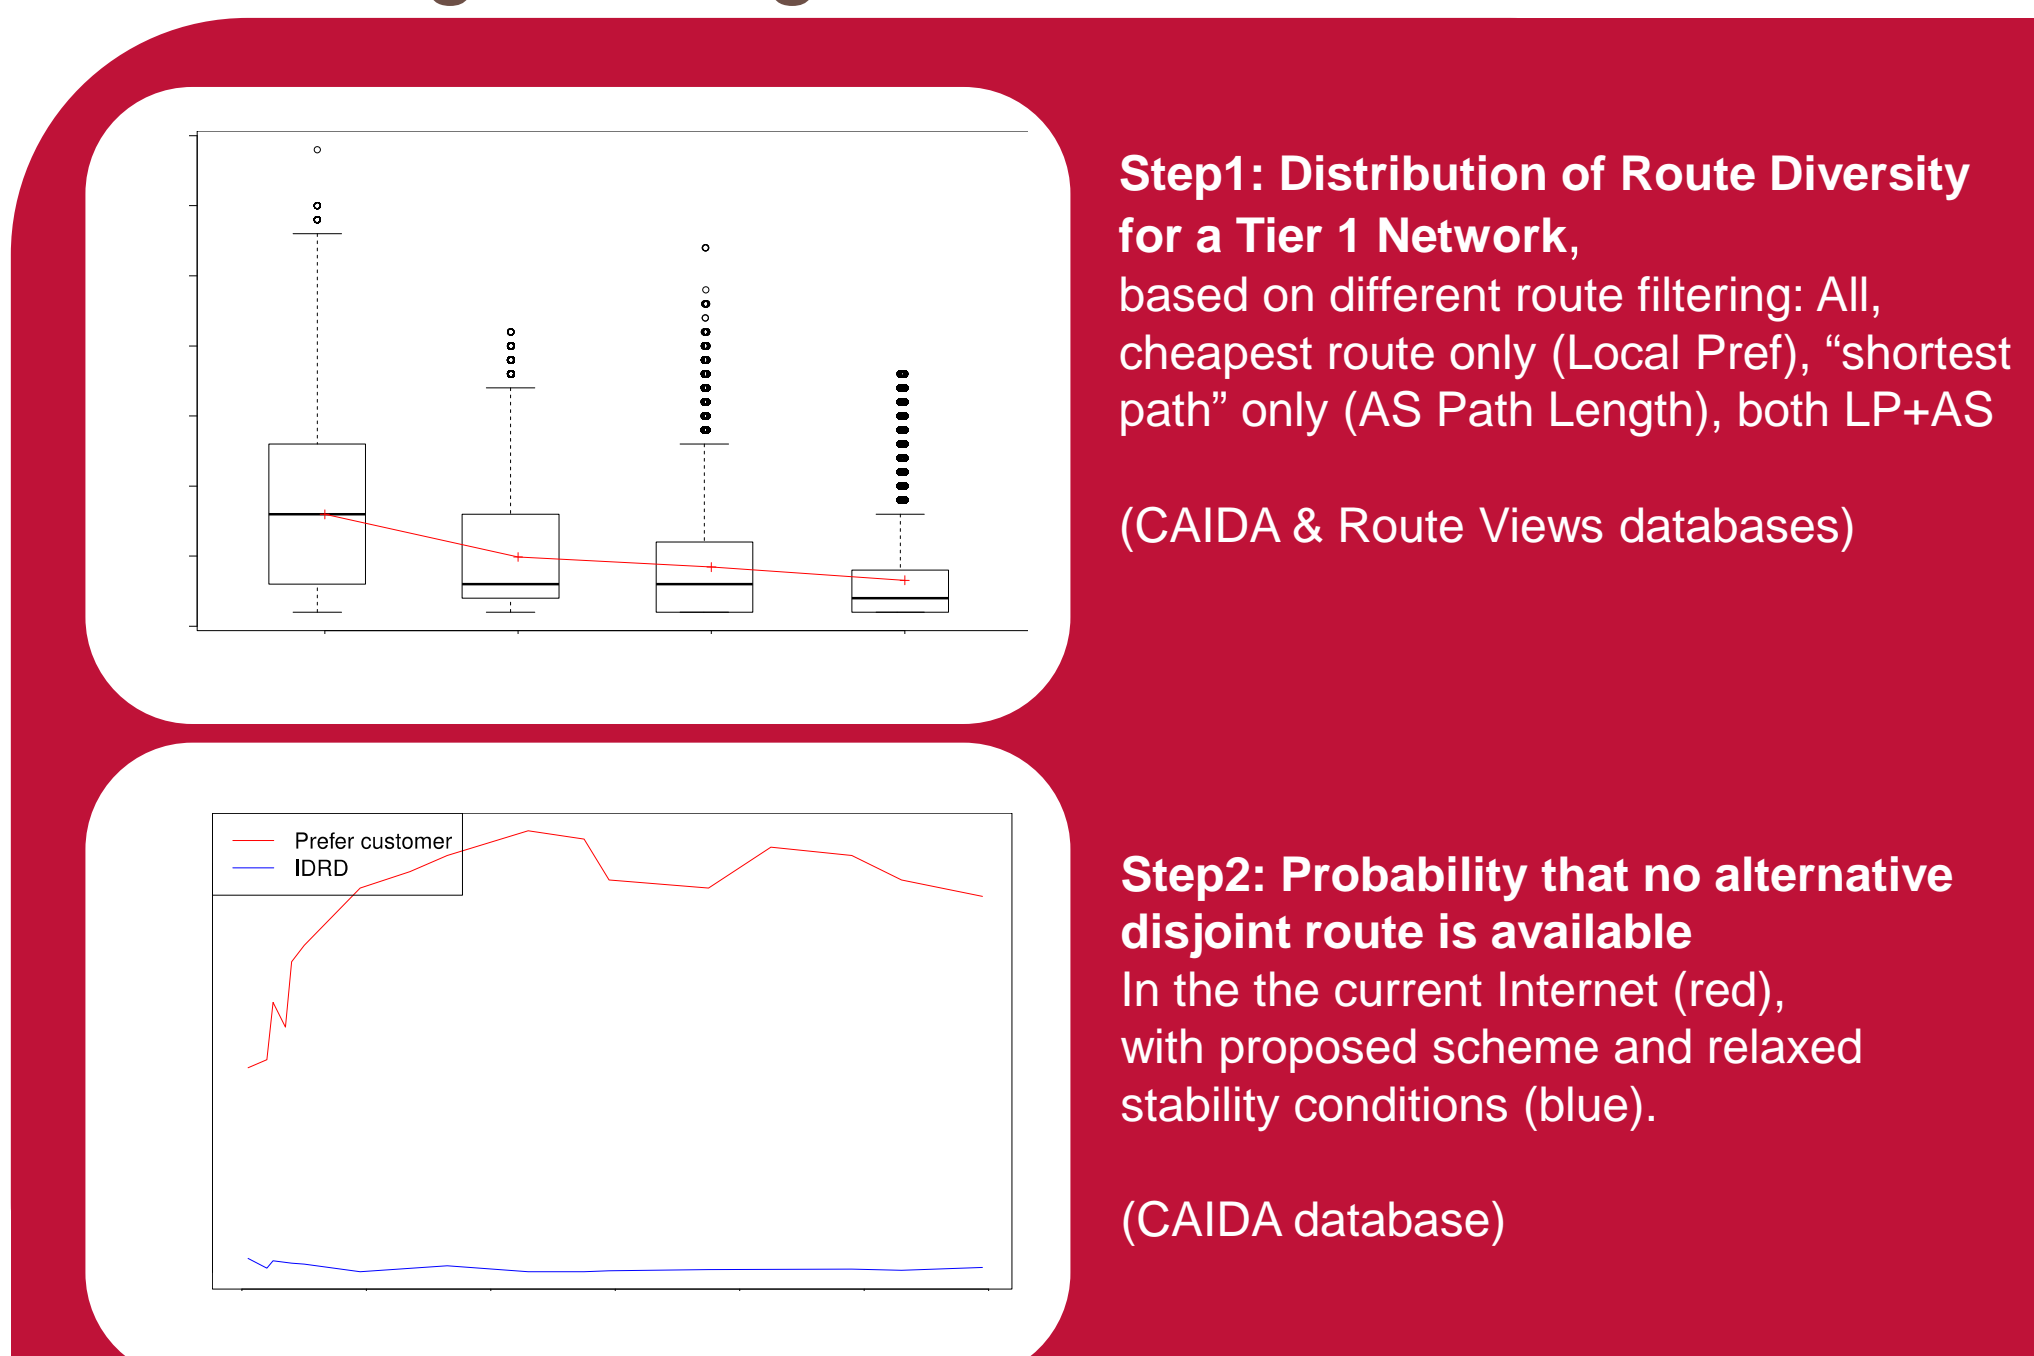 Step1: Distribution of Route Diversity
for a Tier 1 Network,
based on different route filtering: All,
cheapest route only (Local Pref), “shortest
path” only (AS Path Length), both LP+AS
(CAIDA & Route Views databases)
Prefer customer
IDRD
Step2: Probability that no alternative
disjoint route is available
In the the current Internet (red),
with proposed scheme and relaxed
stability conditions (blue).
(CAIDA database)